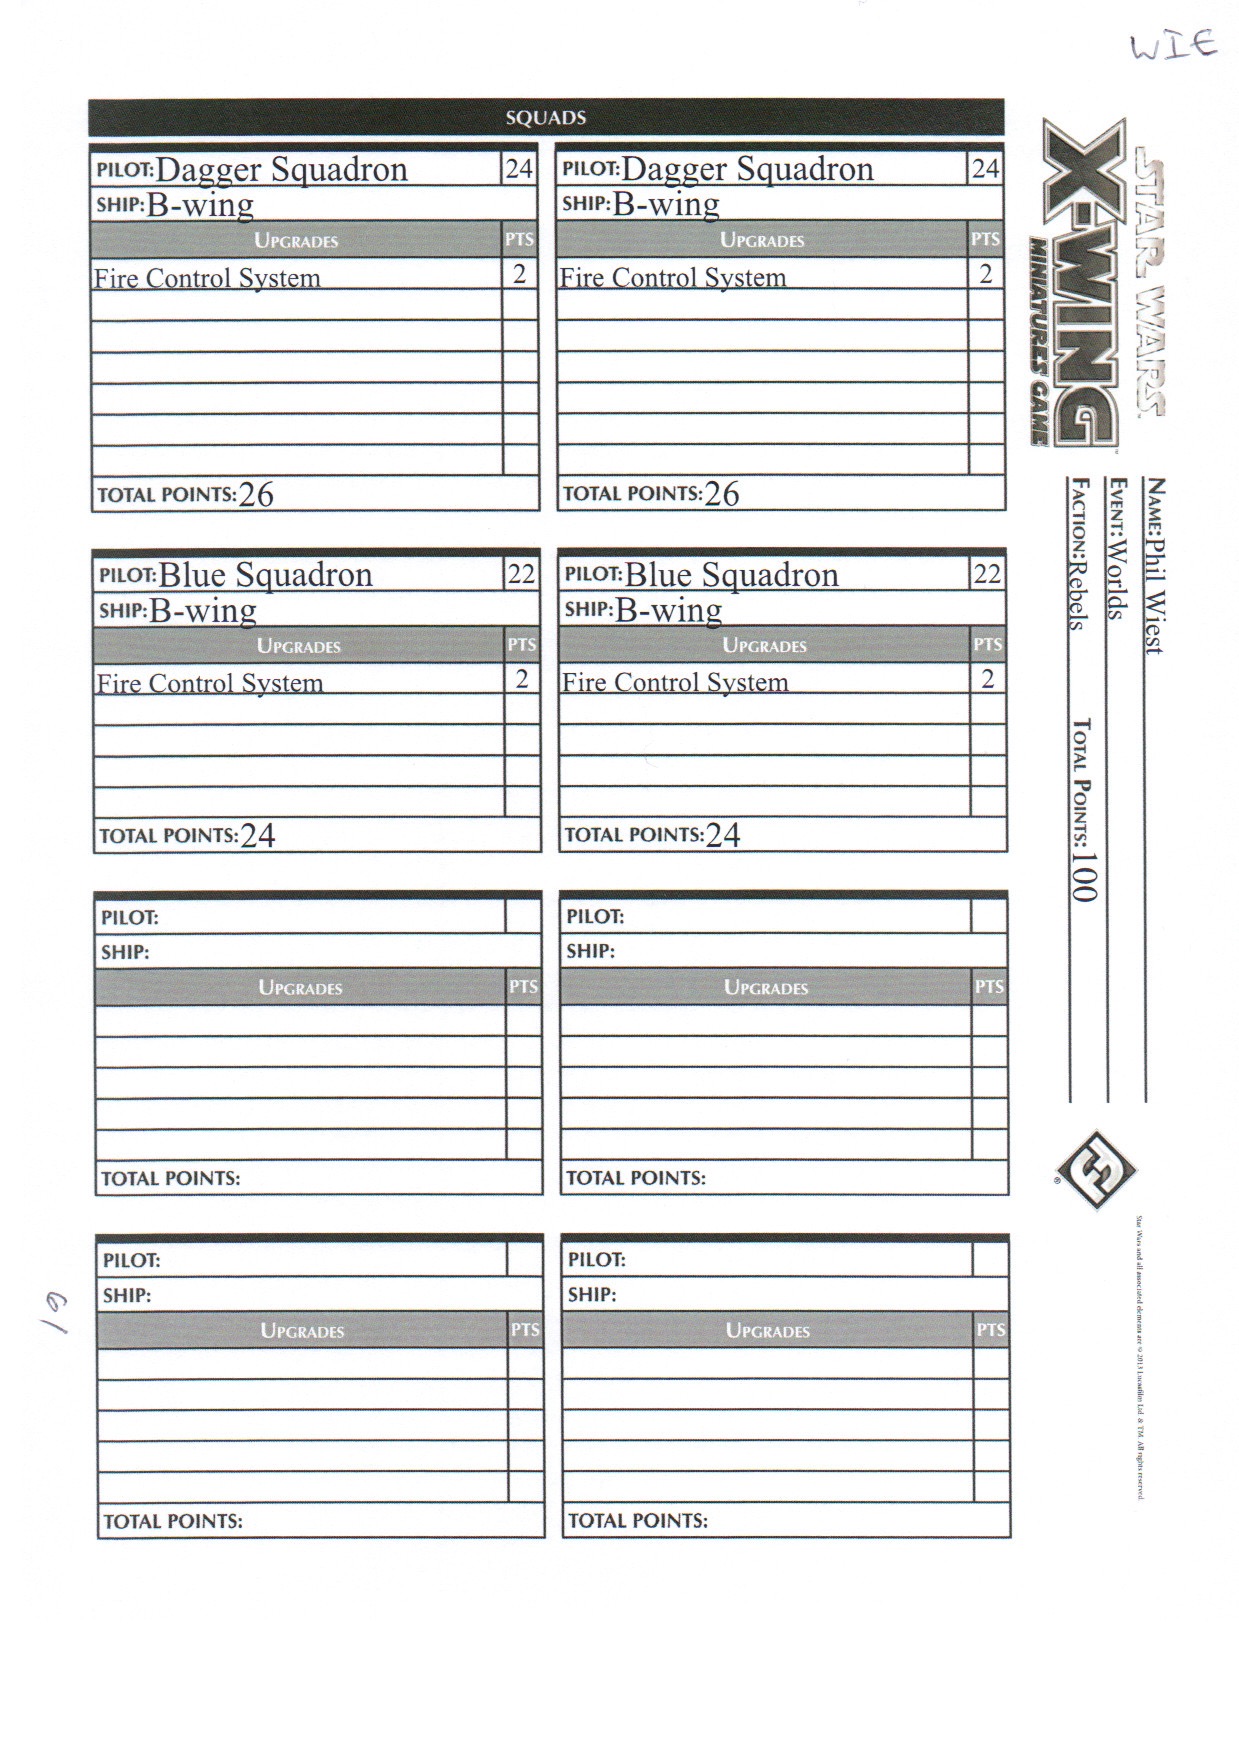 WIE
SQUADS
PILOT:Dagger Squadron 24
SHIP:B-wing
UPGRADES PTS
Fire Control System 2
TOTAL POINTS:26
PILOT:Dagger Squadron 24
SHIP:B-wing
UPGRADES PTS
Fire Control System 2
TOTAL POINTS:26
PILOT:Blue Squadron 22
SHIP:B-wing
UPGRADES PTS
Fire Control System 2
TOTAL POINTS:24
PILOT:Blue Squadron 22
SHIP:B-wing
UPGRADES PTS
Fire Control System 2
TOTAL POINTS:24
PILOT:
SHIP:
UPGRADES PTS
TOTAL POINTS:
PILOT:
SHIP:
UPGRADES PTS
TOTAL POINTS:
PILOT:
SHIP:
UPGRADES PTS
TOTAL POINTS:
PILOT:
SHIP:
UPGRADES PTS
TOTAL POINTS:
STAR WARS
X-WING
MINIATURES GAME
NAME:Phil Wiest
EVENT:Worlds
FACTION:Rebels TOTAL POINTS:100
Star Wars and all associated elements are © 2013 Lucasfilm Ltd. & TM. All rights reserved.